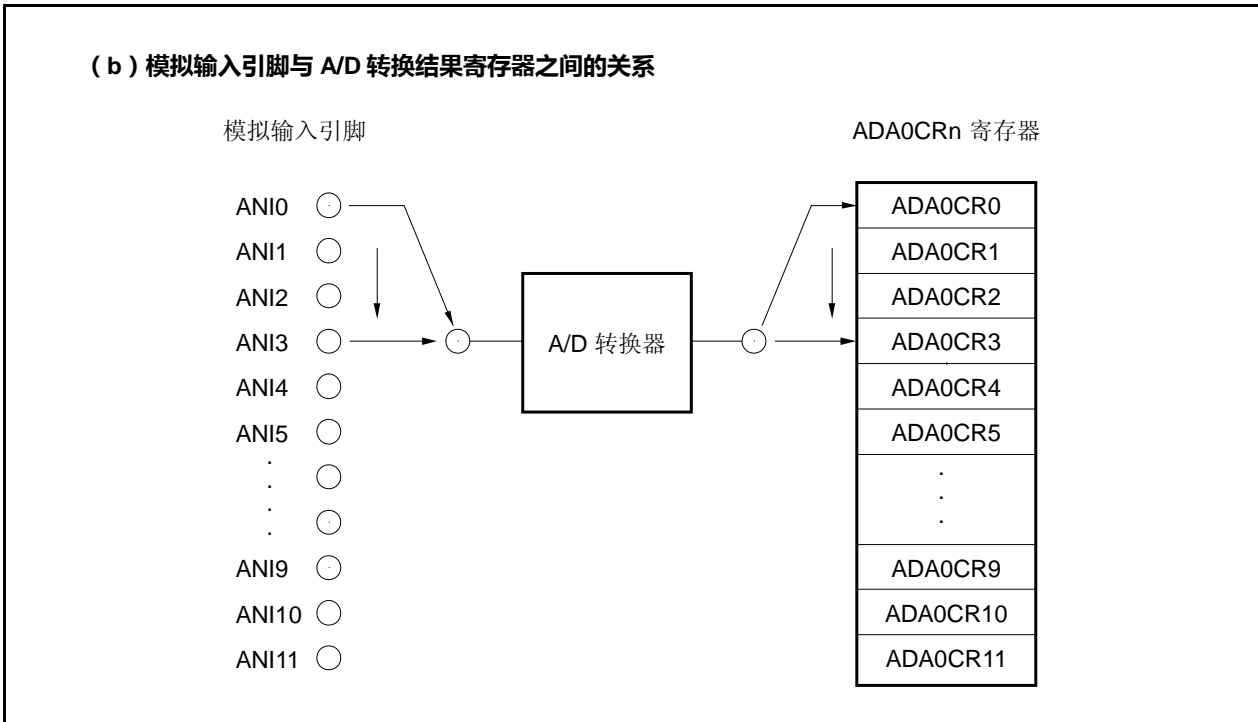 （b）模拟输入引脚与 A/D 转换结果寄存器之间的关系
模拟输入引脚
ADA0CRn 寄存器
ANI0
ADA0CR0
ANI1
ADA0CR1
ANI2
ADA0CR2
ANI3
A/D 转换器
ADA0CR3
ANI4
ADA0CR4
ANI5
ADA0CR5
.
.
.
.
.
.
.
ANI9
ADA0CR9
ANI10
ADA0CR10
ANI11
ADA0CR11